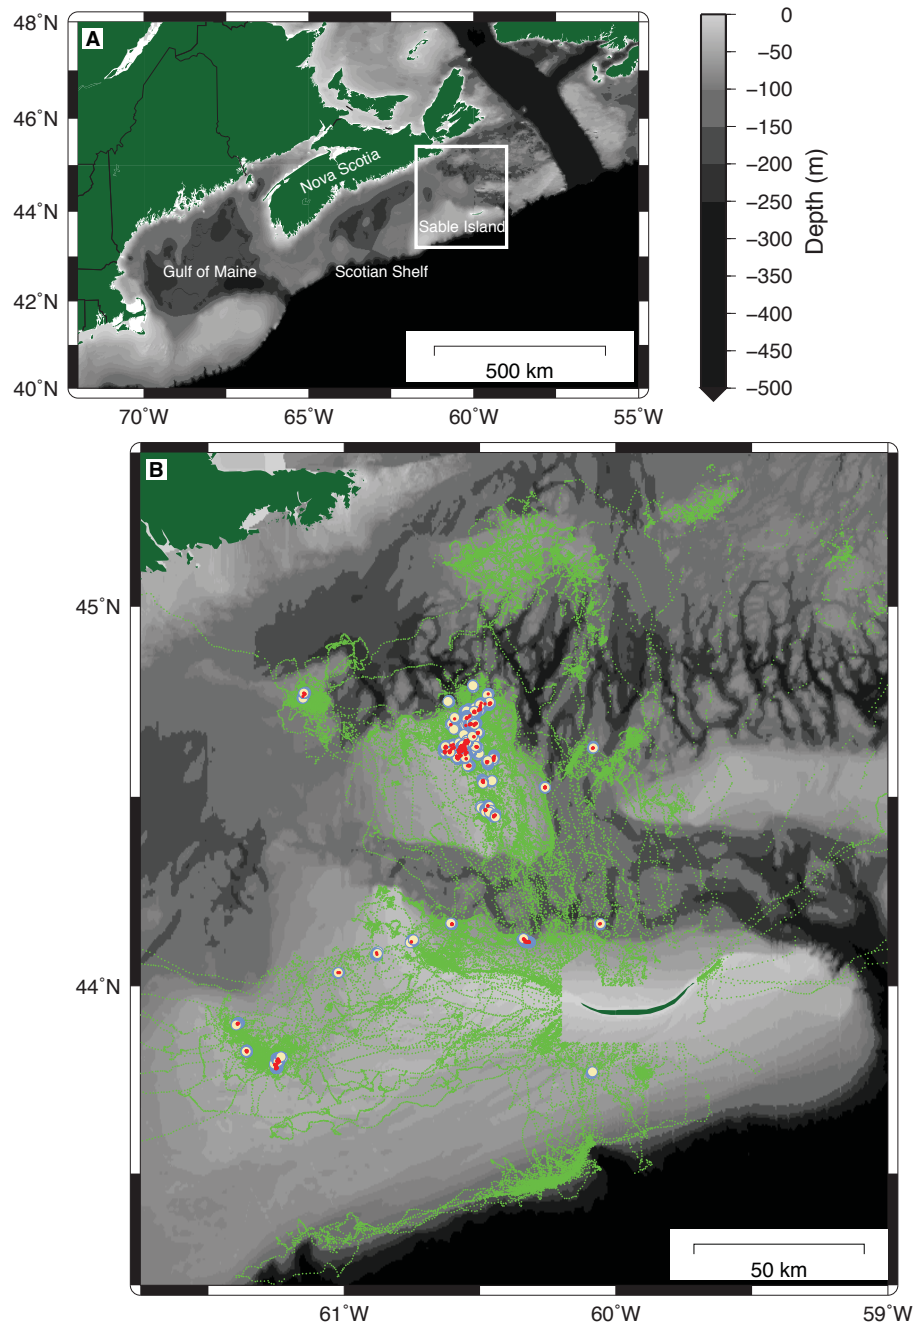 48˚N
46˚N
44˚N
42˚N
40˚N
A
Nova Scotia
Sable Island
Gulf of Maine
Scotian Shelf
500 km
70˚W
65˚W
60˚W
55˚W
0
−50
−100
−150
−200
−250
−300
−350
−400
−450
−500
Depth (m)
B
45˚N
44˚N
50 km
61˚W
60˚W
59˚W